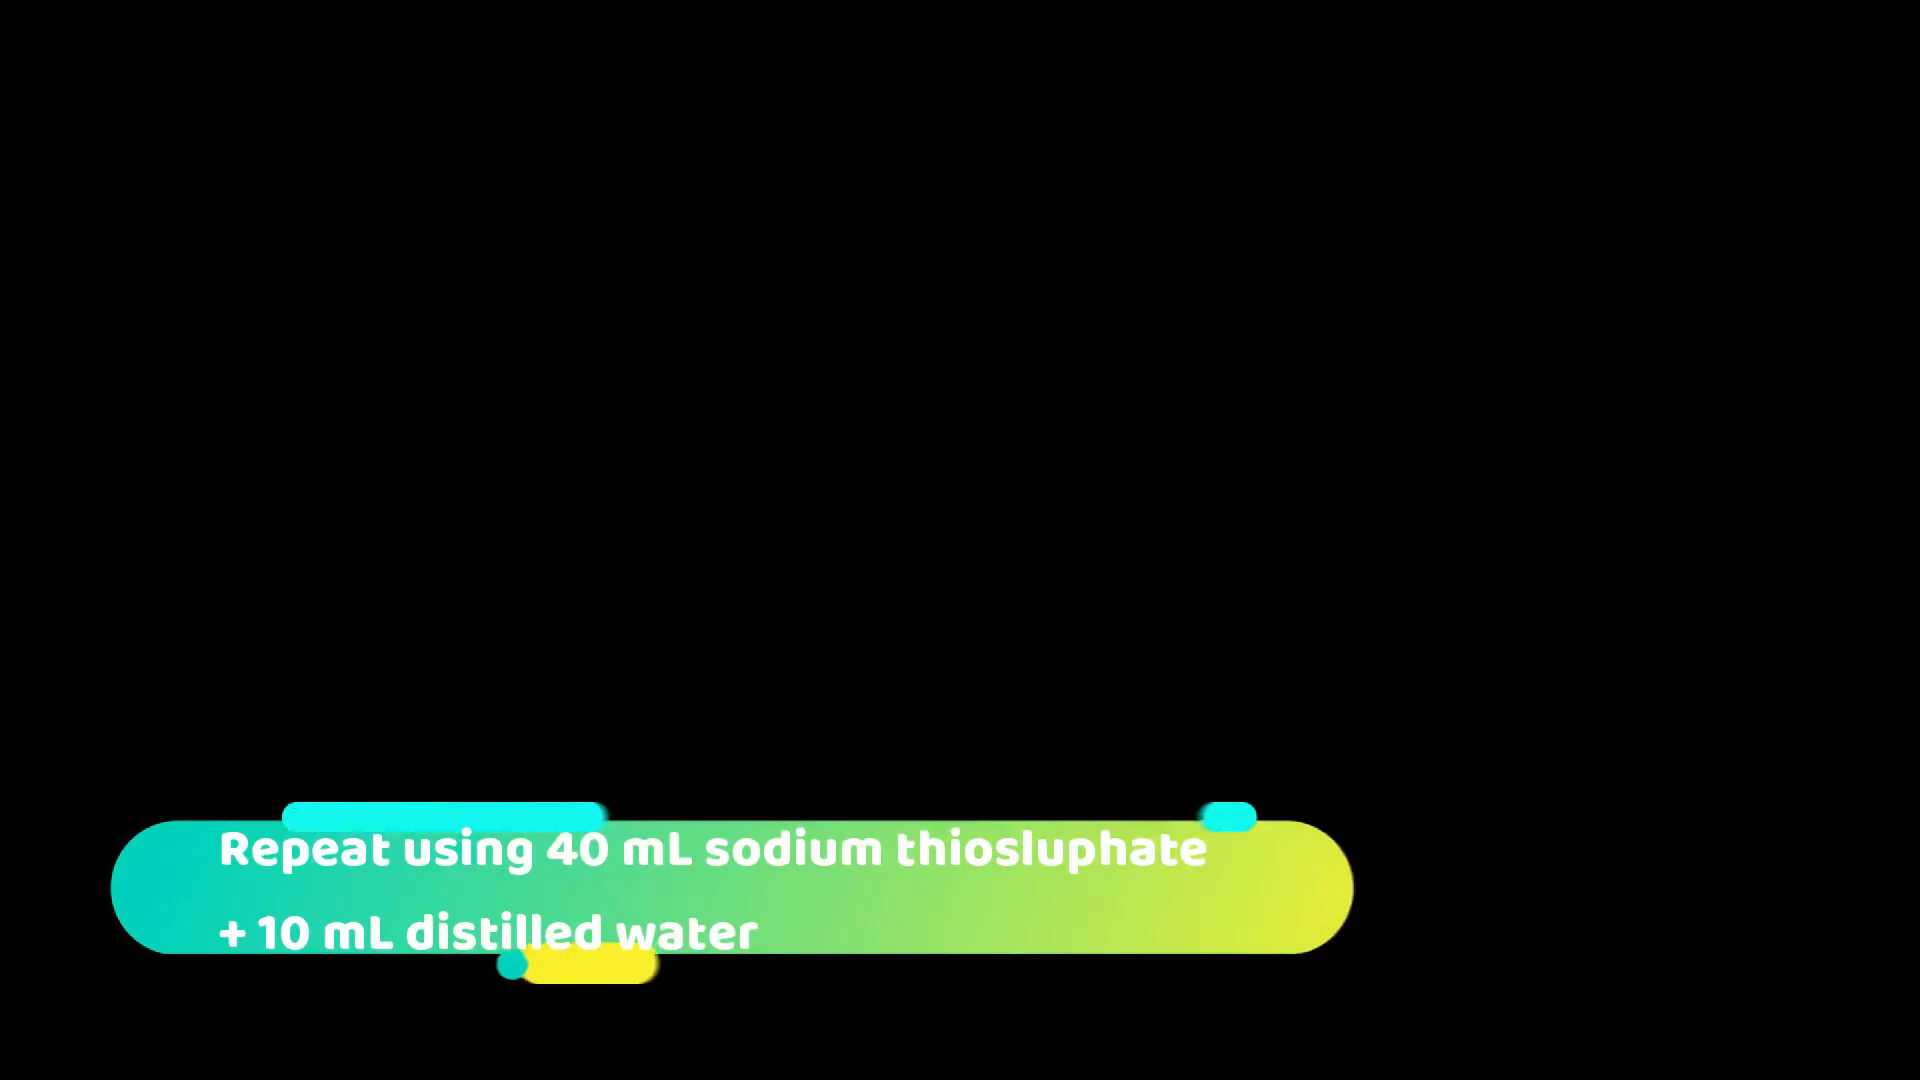 Repeat using 40 mL sodium thiosluphate
+ 10 mL distilled water